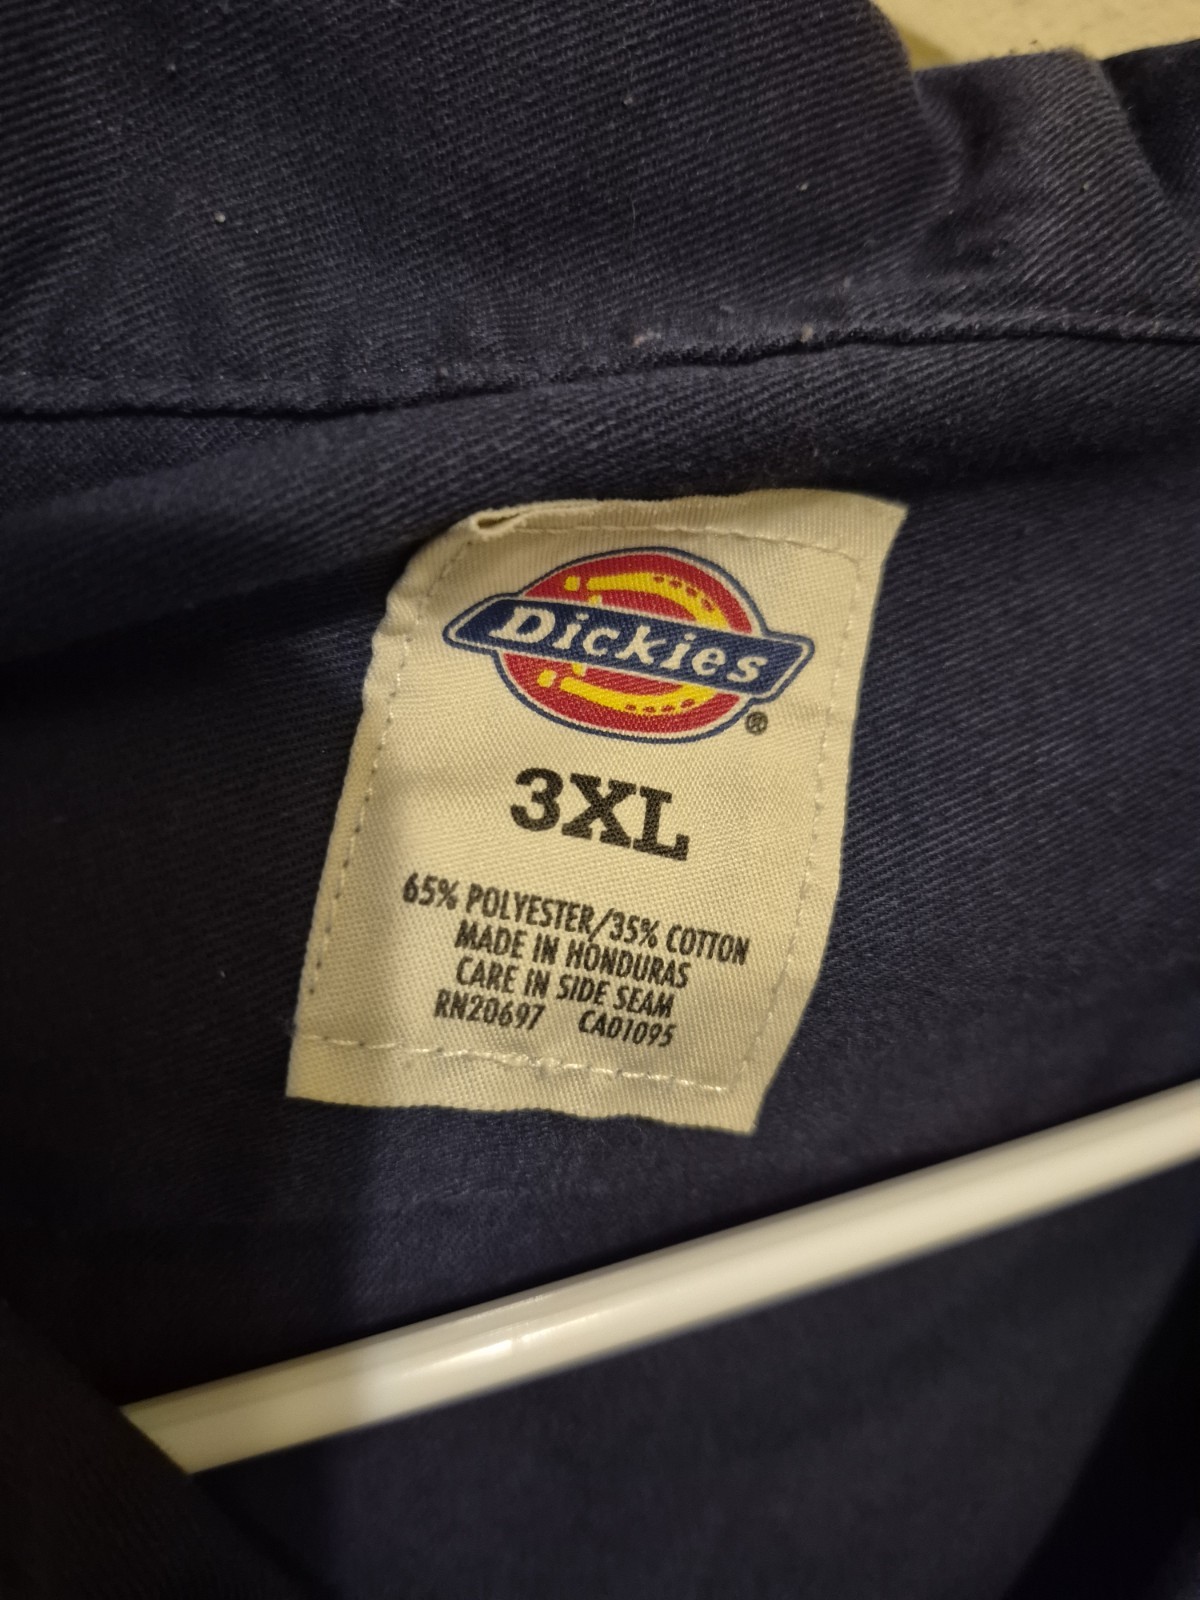 Dickies
®
3XL
65% POLYESTER/35% COTTON
MADE IN HONDURAS
CARE IN SIDE SEAM
RN20697 CA01095